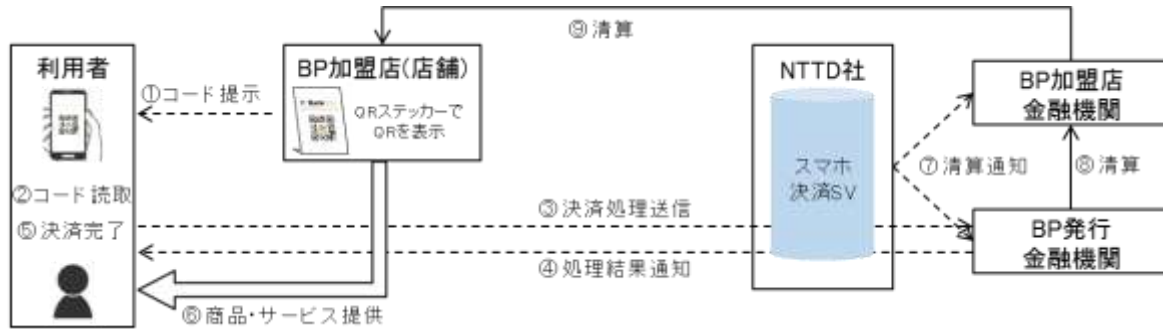 ⑨清算
利用者
BP加盟店(店舗)
NTTD社
BP加盟店
金融機関
①コード提示
QRステッカーで
QRを表示
スマホ
決済SV
⑦清算通知
⑧清算
②コード読取
③決済処理送信
⑤決済完了
BP発行
金融機関
④処理結果通知
⑥商品・サービス提供